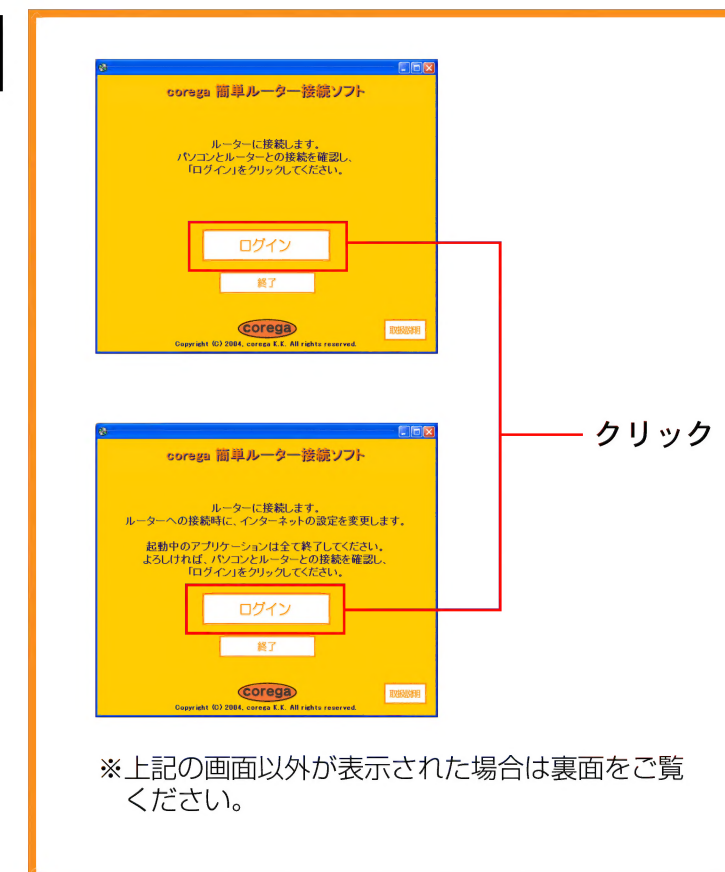 corega 簡単ルーター接続ソフト
ルーターに接続します。
パソコンとルーターとの接続を確認し、
「ログイン」をクリックしてください。
ログイン
終了
corega
取扱説明
Copyright (C) 2004, corega K.K. All rights reserved.
クリック
corega 簡単ルーター接続ソフト
ルーターに接続します。
ルーターへの接続時に、インターネットの設定を変更します。
起動中のアプリケーションは全て終了してください。
よろしければ、パソコンとルーターとの接続を確認し、
「ログイン」をクリックしてください。
ログイン
終了
corega
取扱説明
Copyright (C) 2004, corega K.K. All rights reserved.
※上記の画面以外が表示された場合は裏面をご覧
ください。